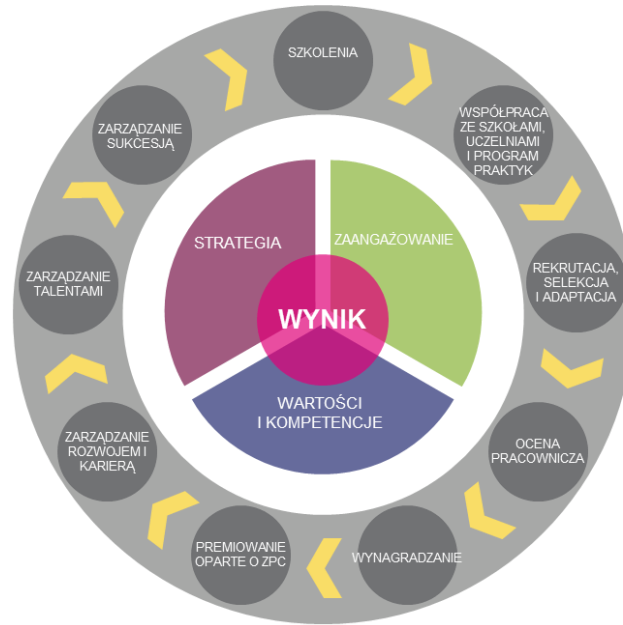 SZKOLENIA
WSPÓŁPRACA
ZE SZKOŁAMI,
UCZELNIAMI
I PROGRAM
PRAKTYK
REKRUTACJA,
SELEKCJA
I ADAPTACJA
OCENA
PRACOWNICZA
WYNAGRADZANIE
PREMIOWANIE
OPARTE O ZPC
ZARZĄDZANIE
ROZWOJEM I
KARIERĄ
ZARZĄDZANIE
TALENTAMI
ZARZĄDZANIE
SUKCESJĄ
STRATEGIA
ZAANGAŻOWANIE
WYNIK
WARTOŚCI
I KOMPETENCJE